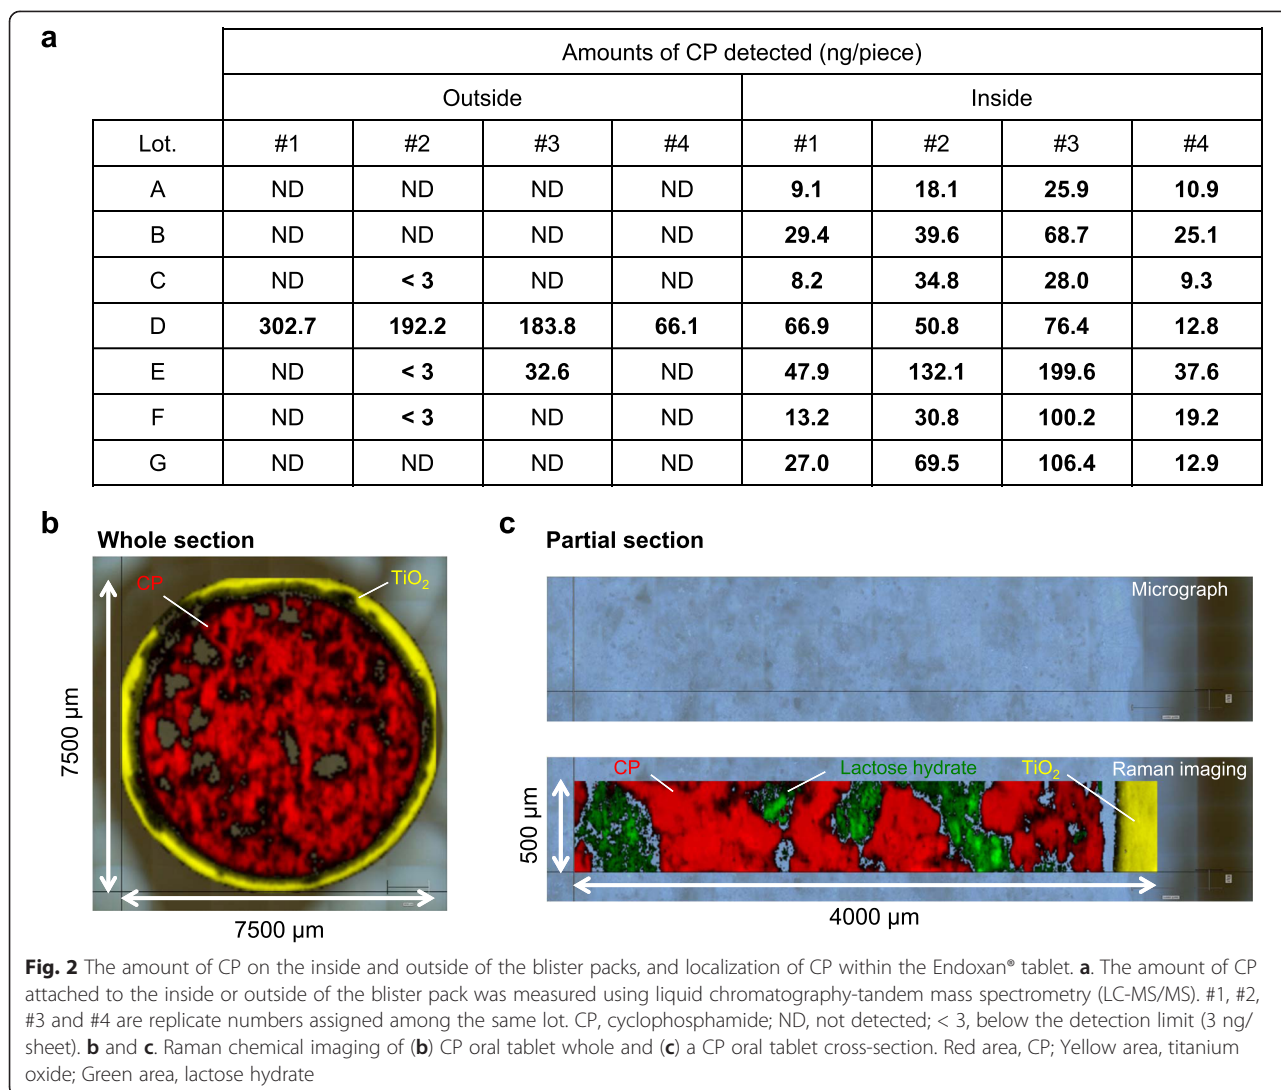 a
Amounts of CP detected (ng/piece)
Outside Inside
Lot. #1 #2 #3 #4 #1 #2 #3 #4
A ND ND ND ND 9.1 18.1 25.9 10.9
B ND ND ND ND 29.4 39.6 68.7 25.1
C ND < 3 ND ND 8.2 34.8 28.0 9.3
D 302.7 192.2 183.8 66.1 66.9 50.8 76.4 12.8
E ND < 3 32.6 ND 47.9 132.1 199.6 37.6
F ND < 3 ND ND 13.2 30.8 100.2 19.2
G ND ND ND ND 27.0 69.5 106.4 12.9
b
Whole section
CP
TiO₂
7500 µm
7500 µm
c
Partial section
Micrograph
CP
Lactose hydrate
TiO₂
Raman imaging
500 µm
4000 µm
Fig. 2 The amount of CP on the inside and outside of the blister packs, and localization of CP within the Endoxan® tablet. a. The amount of CP
attached to the inside or outside of the blister pack was measured using liquid chromatography-tandem mass spectrometry (LC-MS/MS). #1, #2,
#3 and #4 are replicate numbers assigned among the same lot. CP, cyclophosphamide; ND, not detected; < 3, below the detection limit (3 ng/
sheet). b and c. Raman chemical imaging of (b) CP oral tablet whole and (c) a CP oral tablet cross-section. Red area, CP; Yellow area, titanium
oxide; Green area, lactose hydrate